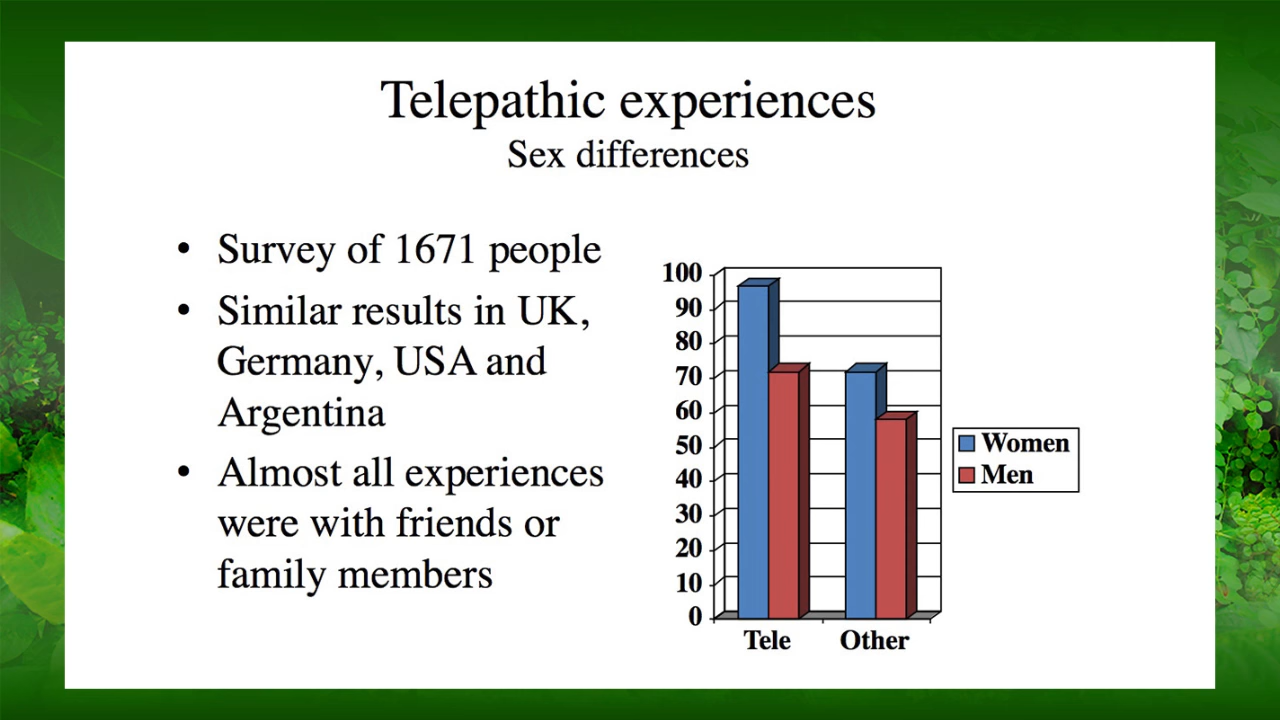 Telepathic experiences
Sex differences
• Survey of 1671 people
• Similar results in UK,
Germany, USA and
Argentina
• Almost all experiences
were with friends or
family members
100
90
80
70
60
50
40
30
20
10
0
Tele Other
Women
Men